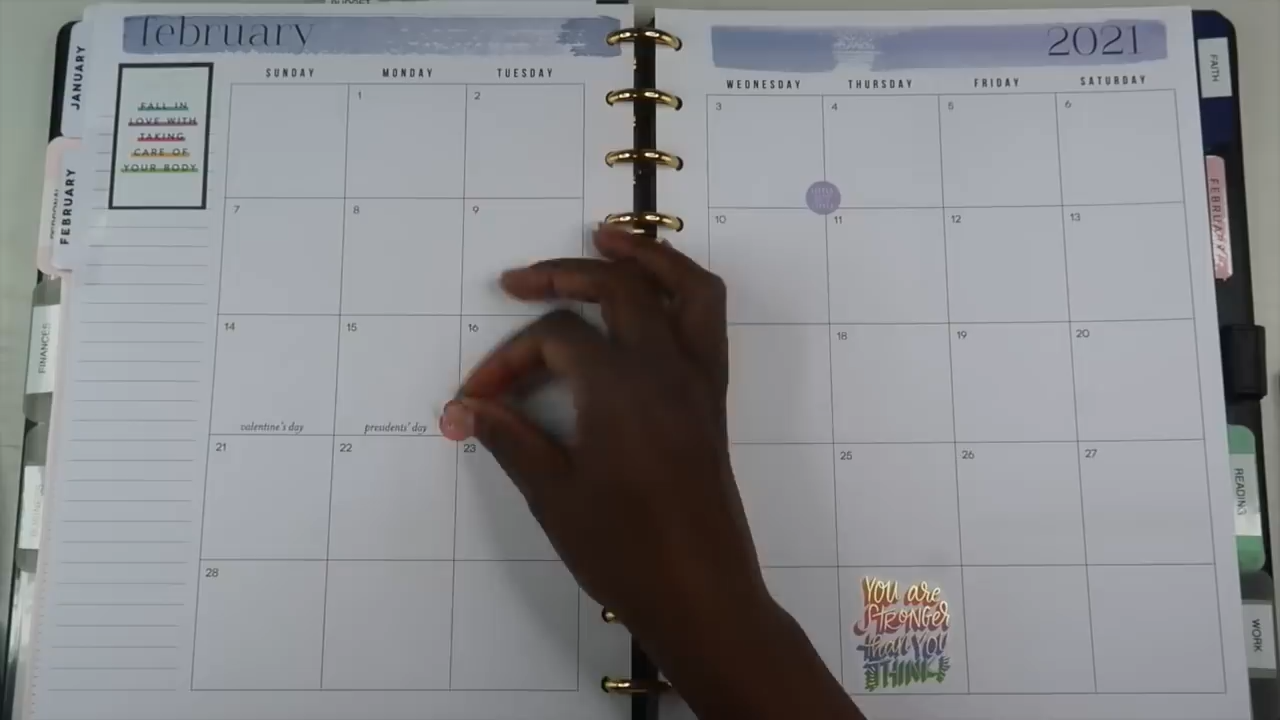 february
2021
SUNDAY MONDAY TUESDAY
WEDNESDAY THURSDAY FRIDAY SATURDAY
JANUARY
FEBRUARY
FINANCES
FALL IN
LOVE WITH
TAKING
CARE OF
YOUR BODY
1 2
3 4 5 6
7 8 9
10 11 12 13
14 15 16
18 19 20
valentine's day presidents' day
21 22 23
25 26 27
28
YOU are
STRONGER
than YOU
THINK
FAITH
FEBRUARY
READING
WORK